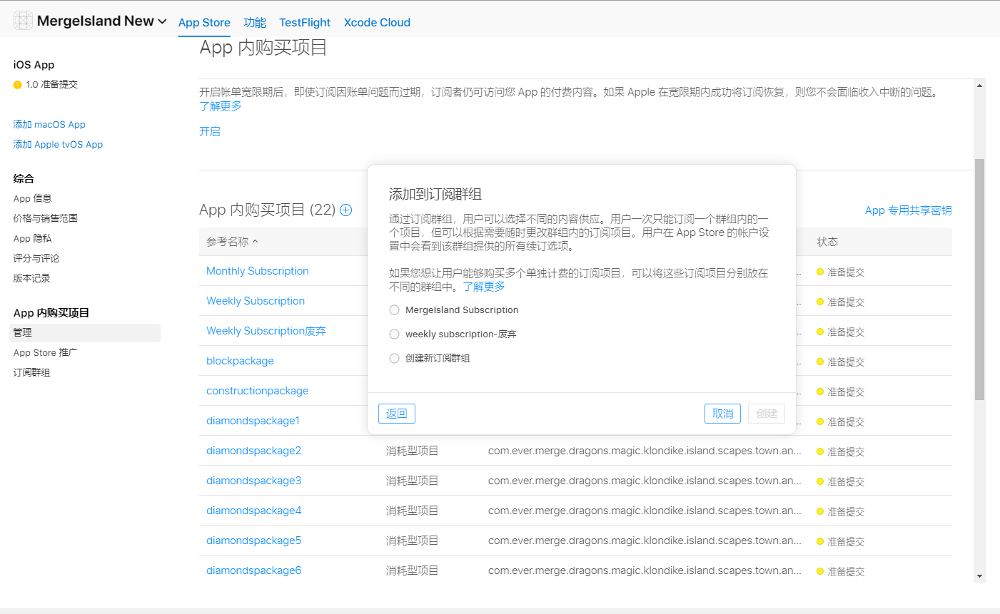 MergeIsland New
App Store
功能
TestFlight
Xcode Cloud
App 内购买项目
iOS App
1.0 准备提交
添加 macOS App
添加 Apple tvOS App
综合
App 信息
价格与销售范围
App 隐私
评分与评论
版本记录
App 内购买项目
管理
App Store 推广
订阅群组
开启帐单宽限期后，即使订阅因账单问题而过期，订阅者仍可访问您 App 的付费内容。如果 Apple 在宽限期内成功将订阅恢复，则您不会面临收入中断的问题。
了解更多
开启
App 内购买项目 (22)
App 专用共享密钥
参考名称
状态
Monthly Subscription
... 准备提交
Weekly Subscription
... 准备提交
Weekly Subscription废弃
... 准备提交
blockpackage
... 准备提交
constructionpackage
... 准备提交
diamondspackage1
... 准备提交
diamondspackage2 消耗型项目 com.ever.merge.dragons.magic.klondike.island.scapes.town.an... 准备提交
diamondspackage3 消耗型项目 com.ever.merge.dragons.magic.klondike.island.scapes.town.an... 准备提交
diamondspackage4 消耗型项目 com.ever.merge.dragons.magic.klondike.island.scapes.town.an... 准备提交
diamondspackage5 消耗型项目 com.ever.merge.dragons.magic.klondike.island.scapes.town.an... 准备提交
diamondspackage6 消耗型项目 com.ever.merge.dragons.magic.klondike.island.scapes.town.an... 准备提交
添加到订阅群组
通过订阅群组，用户可以选择不同的内容供应。用户一次只能订阅一个群组内的一
个项目，但可以根据需要随时更改群组内的订阅项目。用户在 App Store 的帐户设
置中会看到该群组提供的所有续订选项。
如果您想让用户能够购买多个单独计费的订阅项目，可以将这些订阅项目分别放在
不同的群组中。了解更多
MergeIsland Subscription
weekly subscription-废弃
创建新订阅群组
返回
取消
创建